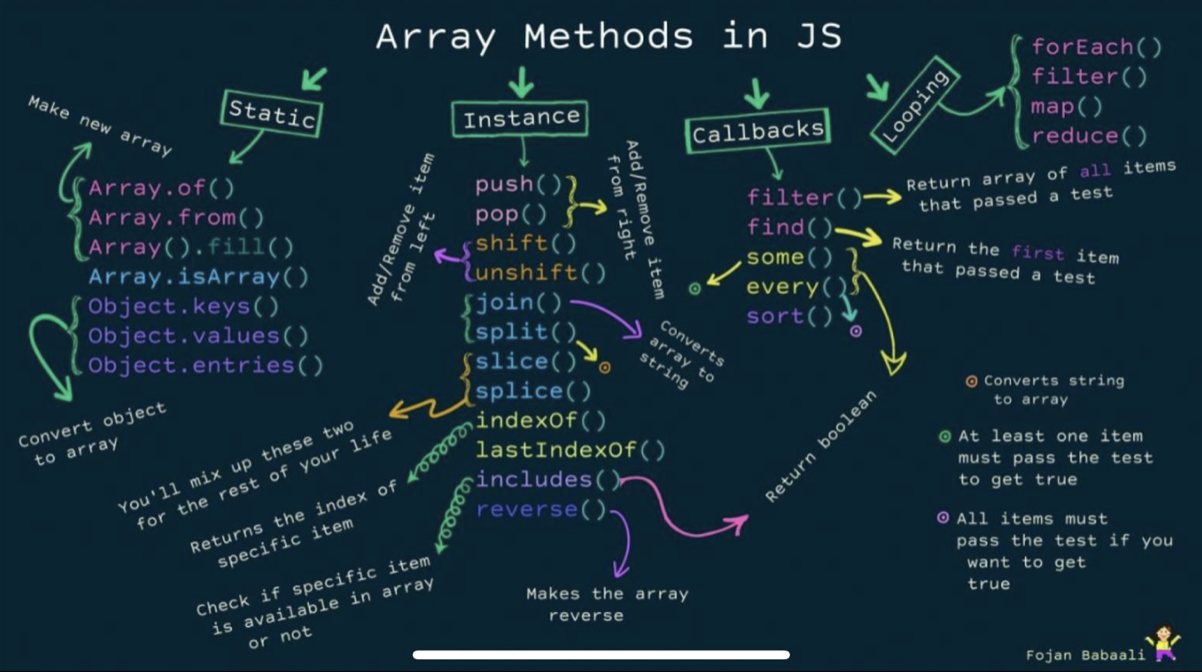 Array Methods in JS
Static
Make new array
Array.of()
Array.from()
Array().fill()
Array.isArray()
Object.keys()
Object.values()
Object.entries()
Convert object
to array
Instance
push()
pop()
shift()
unshift()
join()
split()
slice()
splice()
indexOf()
lastIndexOf()
includes()
reverse()
Add/Remove item
from left
Add/Remove item
from right
Converts
array to
string
You'll mix up these two
for the rest of your life
Returns the index of
specific item
Check if specific item
is available in array
or not
Makes the array
reverse
Callbacks
filter()
find()
some()
every()
sort()
Return array of all items
that passed a test
Return the first item
that passed a test
Return boolean
Looping
forEach()
filter()
map()
reduce()
Converts string
to array
At least one item
must pass the test
to get true
All items must
pass the test if you
want to get
true
Fojan Babaali